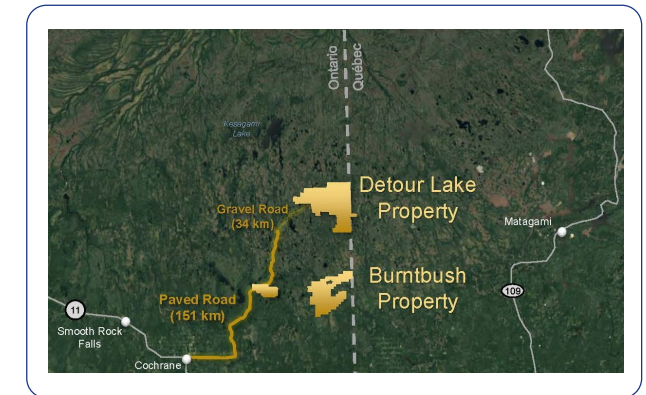 Ontario
Québec
Kesagami
Lake
Detour Lake
Property
Gravel Road
(34 km)
Matagami
Burntbush
Property
109
Paved Road
(151 km)
11
Smooth Rock
Falls
Cochrane